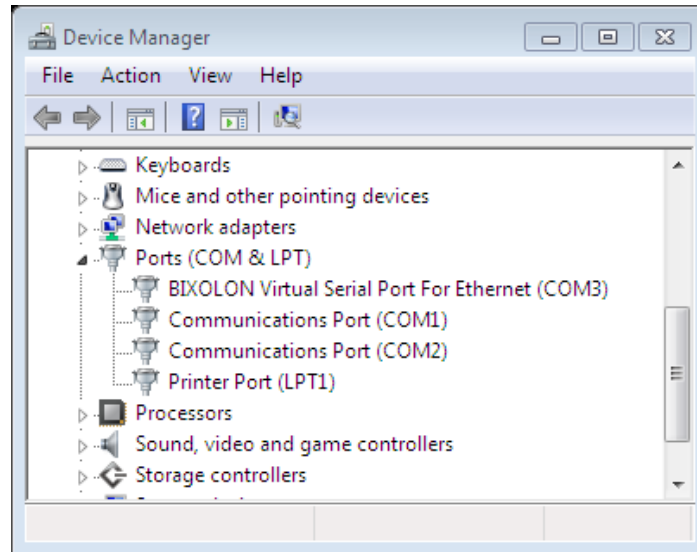 Device Manager
File Action View Help
Keyboards
Mice and other pointing devices
Network adapters
Ports (COM & LPT)
BIXOLON Virtual Serial Port For Ethernet (COM3)
Communications Port (COM1)
Communications Port (COM2)
Printer Port (LPT1)
Processors
Sound, video and game controllers
Storage controllers